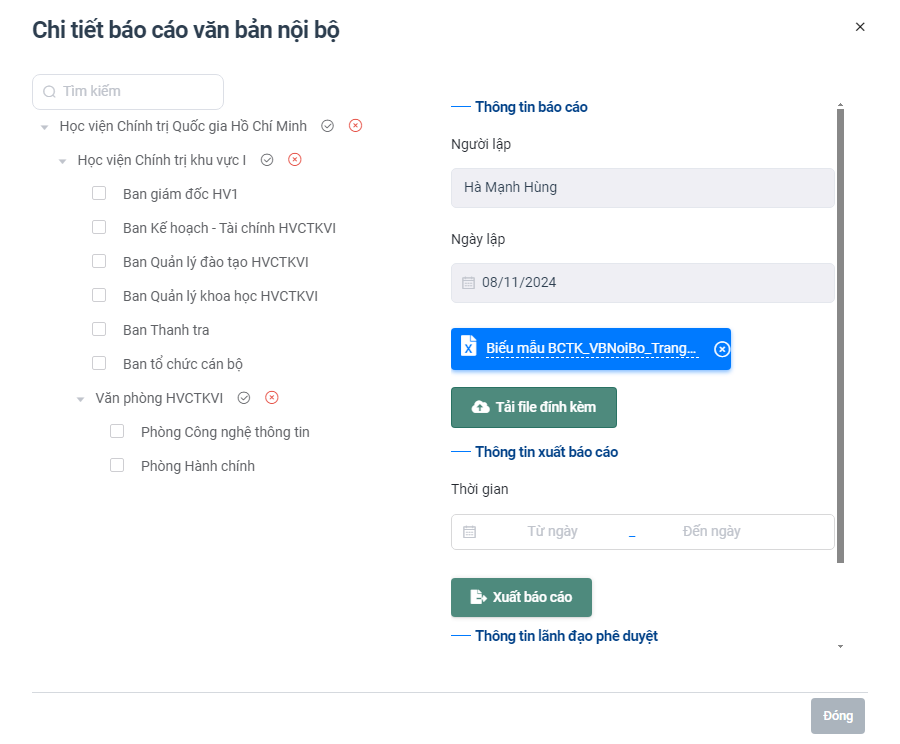 Chi tiết báo cáo văn bản nội bộ
Tìm kiếm
Học viện Chính trị Quốc gia Hồ Chí Minh
Học viện Chính trị khu vực I
Ban giám đốc HV1
Ban Kế hoạch - Tài chính HVCTKVI
Ban Quản lý đào tạo HVCTKVI
Ban Quản lý khoa học HVCTKVI
Ban Thanh tra
Ban tổ chức cán bộ
Văn phòng HVCTKVI
Phòng Công nghệ thông tin
Phòng Hành chính
Thông tin báo cáo
Người lập
Hà Mạnh Hùng
Ngày lập
08/11/2024
Biểu mẫu BCTK_VBNoiBo_Trang...
Tải file đính kèm
Thông tin xuất báo cáo
Thời gian
Từ ngày – Đến ngày
Xuất báo cáo
Thông tin lãnh đạo phê duyệt
Đóng